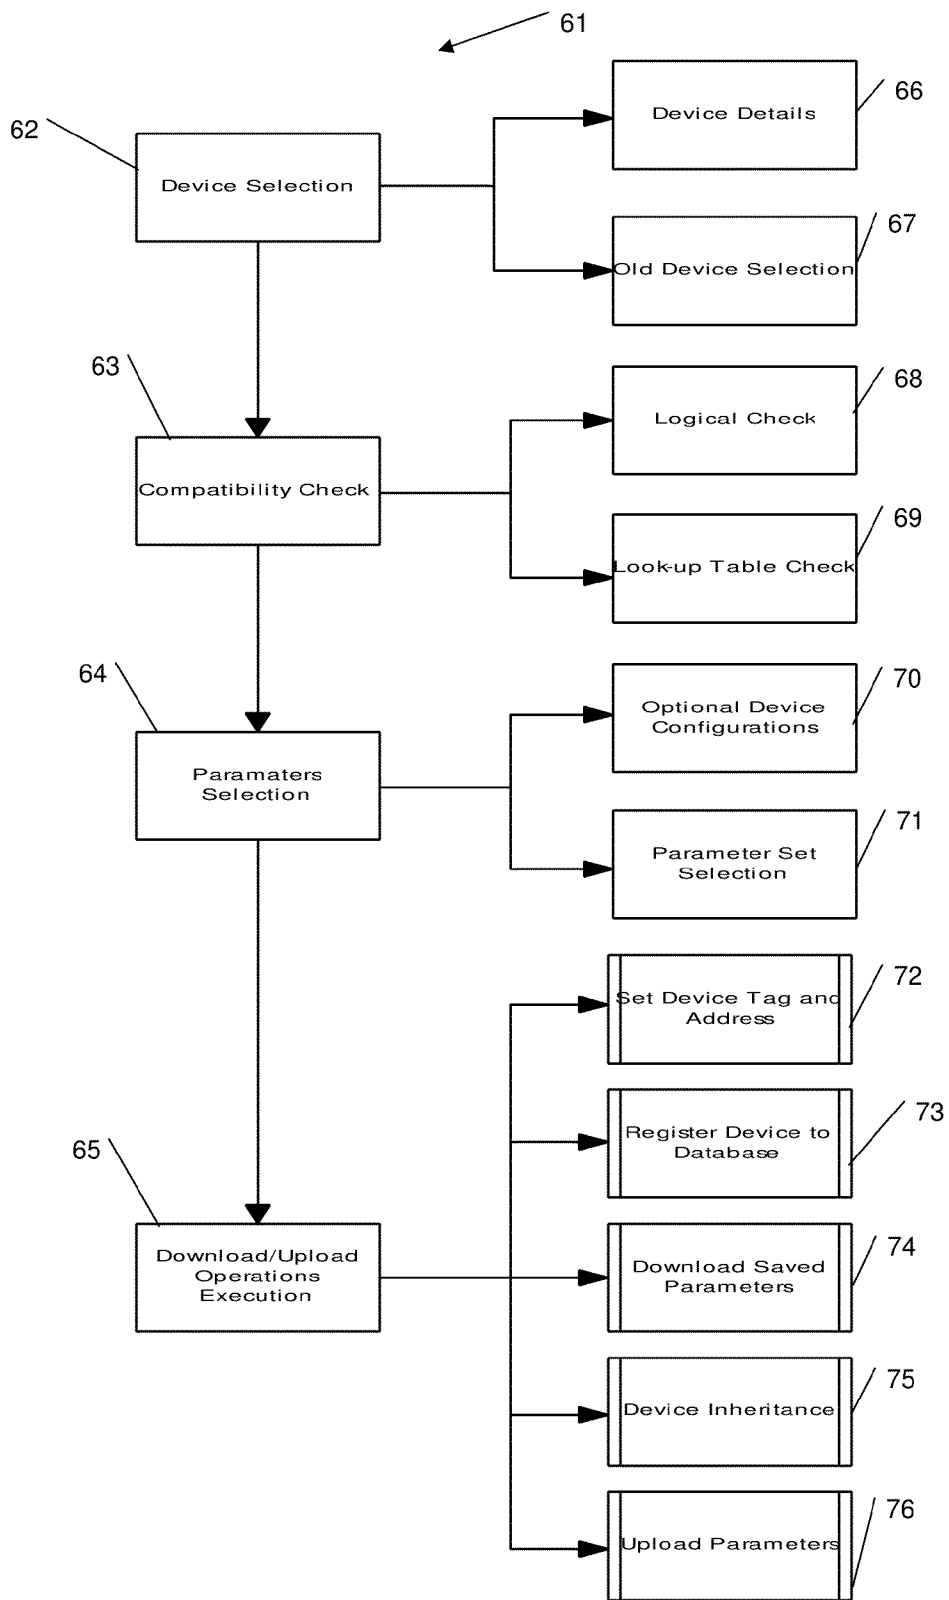 61
66
Device Details
62
Device Selection
67
Old Device Selection
63
68
Logical Check
Compatibility Check
69
Look-up Table Check
64
70
Optional Device
Configurations
Paramaters
Selection
71
Parameter Set
Selection
72
Set Device Tag and
Address
73
Register Device to
Database
65
74
Download/Upload
Operations
Execution
Download Saved
Parameters
75
Device Inheritance
76
Upload Parameters